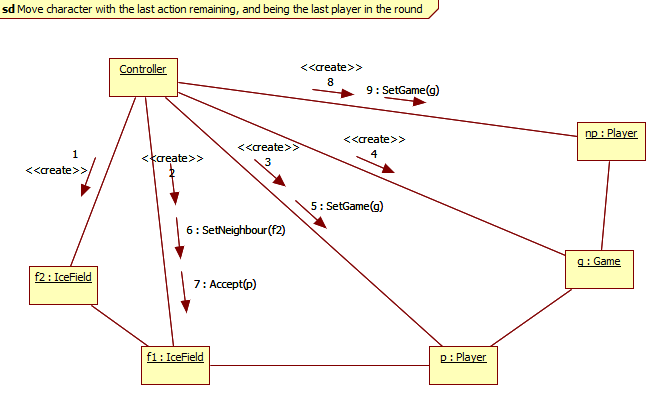 sd Move character with the last action remaining, and being the last player in the round
Controller
<<create>>
8
9 : SetGame(g)
np : Player
1
<<create>>
<<create>>
2
<<create>>
3
<<create>>
4
5 : SetGame(g)
6 : SetNeighbour(f2)
7 : Accept(p)
f2 : IceField
g : Game
f1 : IceField
p : Player